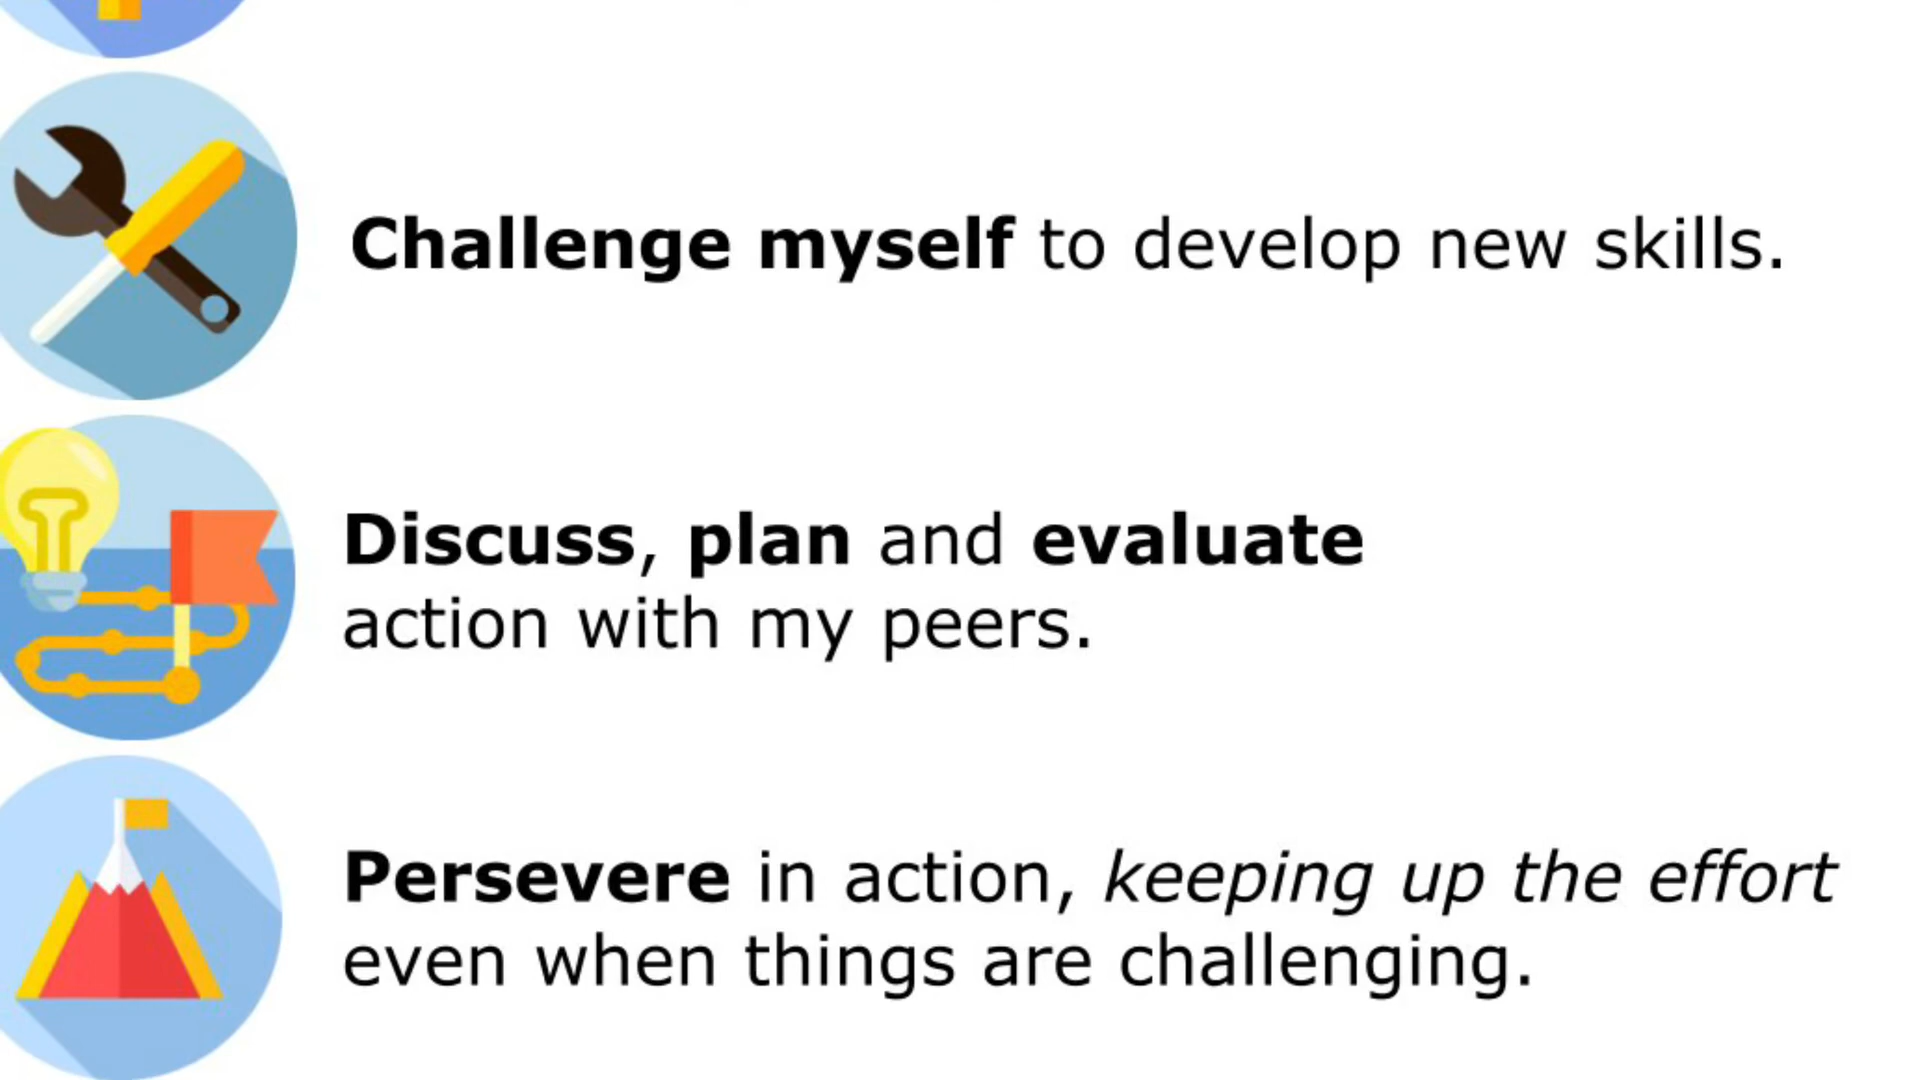 Challenge myself to develop new skills.
Discuss, plan and evaluate
action with my peers.
Persevere in action, keeping up the effort
even when things are challenging.